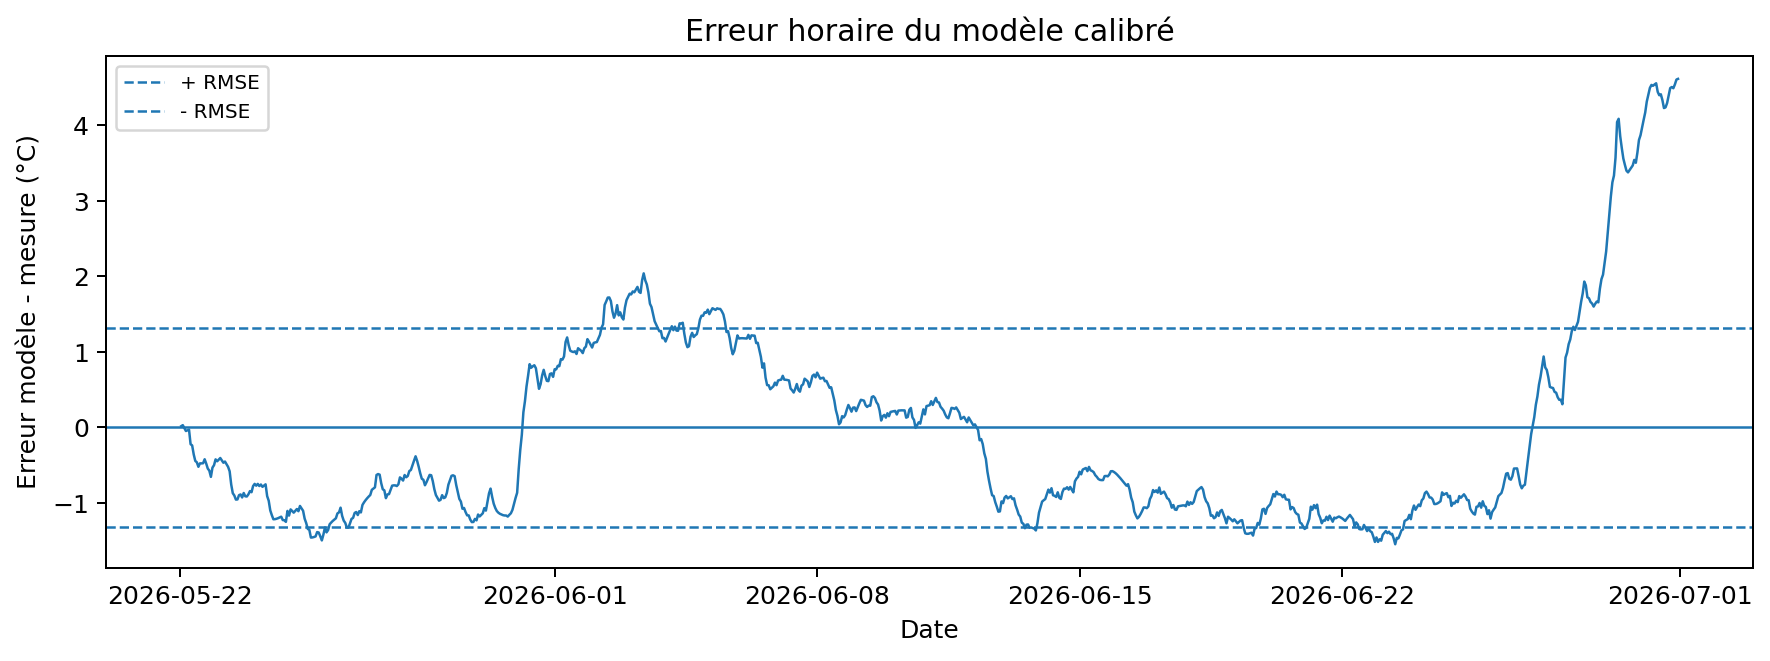 Erreur horaire du modèle calibré
+ RMSE
- RMSE
Erreur modèle - mesure (°C)
4
3
2
1
0
−1
2026-05-22
2026-06-01
2026-06-08
2026-06-15
2026-06-22
2026-07-01
Date